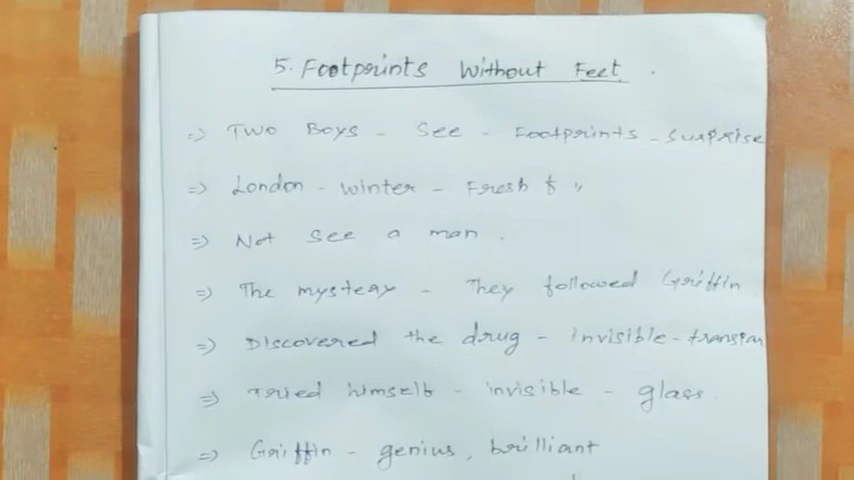 5. Footprints Without Feet.
=> Two Boys - See - Footprints - Surprise
=> London - winter - Fresh f "
=> Not see a man.
=> The mystery - They followed Griffin
=> Discovered the drug - invisible - transpar
=> Tried himself - invisible - glass.
=> Griffin - genius, brilliant